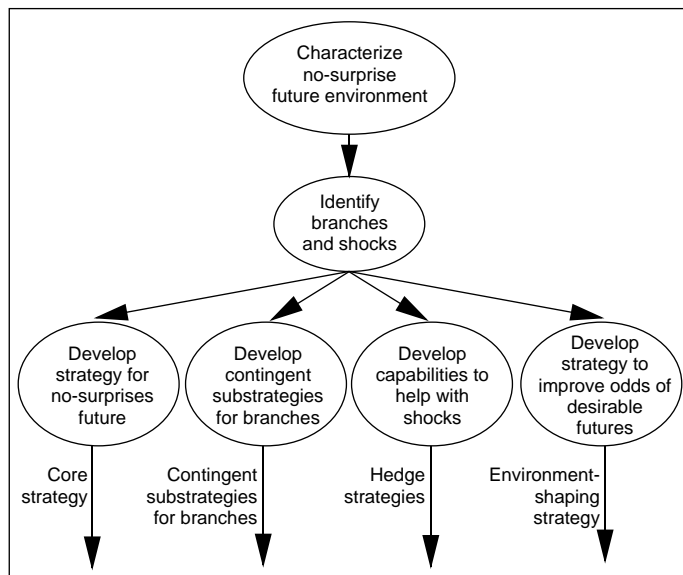 Characterize
no-surprise
future environment
Identify
branches
and shocks
Develop
strategy for
no-surprises
future
Develop
contingent
substrategies
for branches
Develop
capabilities to
help with
shocks
Develop
strategy to
improve odds of
desirable
futures
Core
strategy
Contingent
substrategies
for branches
Hedge
strategies
Environment-
shaping
strategy